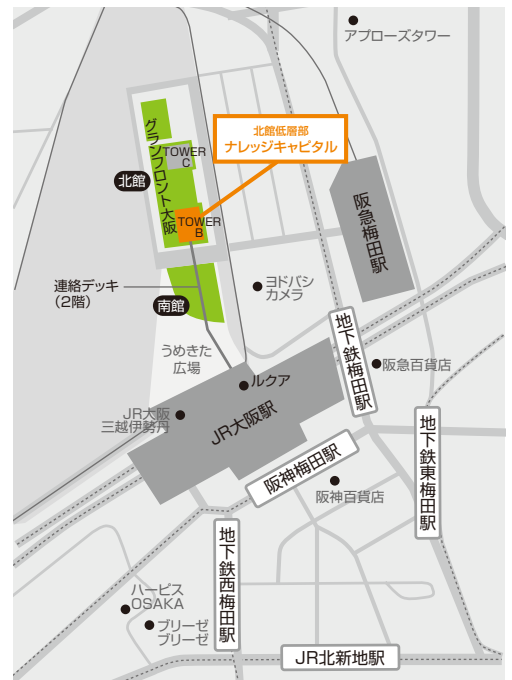 アプローズタワー
北館低層部
ナレッジキャピタル
グランフロント大阪
TOWER
C
北館
TOWER
B
阪急梅田駅
連絡デッキ
(2階)
南館
ヨドバシ
カメラ
うめきた
広場
地下鉄梅田駅
阪急百貨店
ルクア
JR大阪
三越伊勢丹
JR大阪駅
地下鉄東梅田駅
阪神梅田駅
阪神百貨店
地下鉄西梅田駅
ハービス
OSAKA
ブリーゼ
ブリーゼ
JR北新地駅